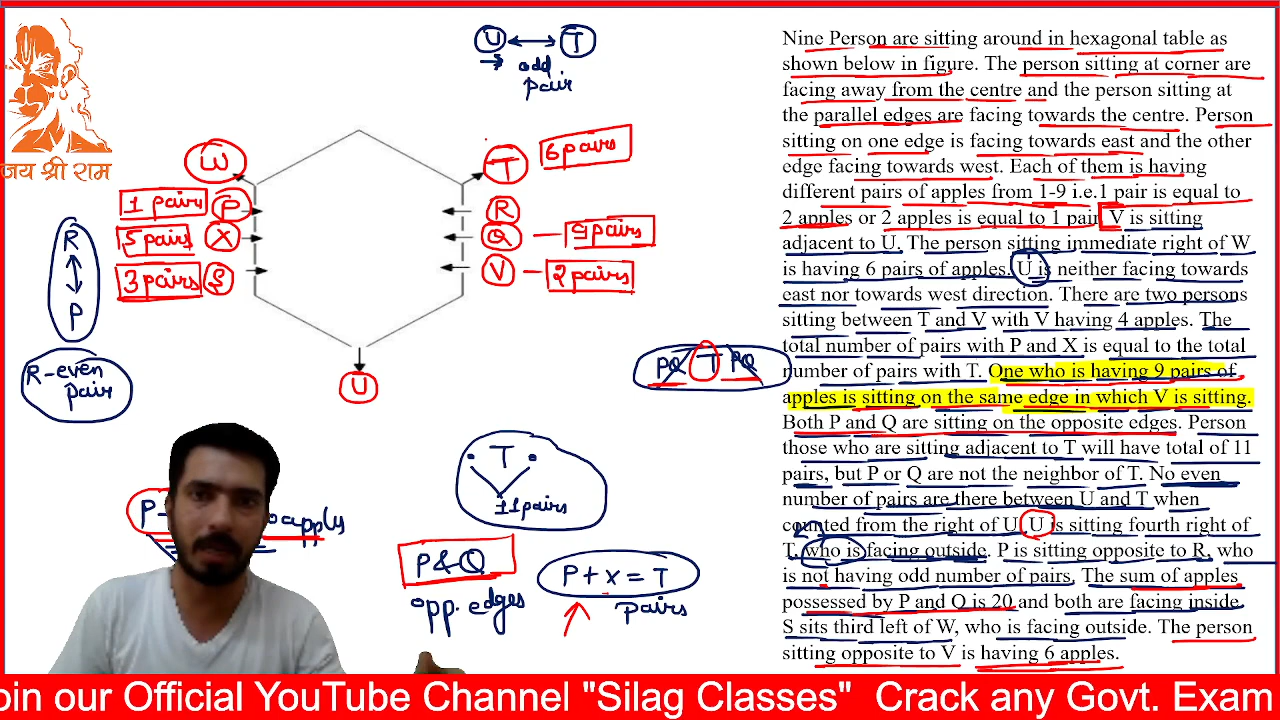 जय श्री राम
U ↔ T
→ odd
pair
W
T
6 pairs
1 pairs P
R
5 pairs X
Q — 9 pairs
3 pairs S
V — 2 pairs
U
R
↕
P
R-even
pair
PQ T PQ
T
11 pairs
P
apply
P & Q
opp. edges
P + x = T
pairs
Nine Person are sitting around in hexagonal table as
shown below in figure. The person sitting at corner are
facing away from the centre and the person sitting at
the parallel edges are facing towards the centre. Person
sitting on one edge is facing towards east and the other
edge facing towards west. Each of them is having
different pairs of apples from 1-9 i.e.1 pair is equal to
2 apples or 2 apples is equal to 1 pair. V is sitting
adjacent to U. The person sitting immediate right of W
is having 6 pairs of apples. U is neither facing towards
east nor towards west direction. There are two persons
sitting between T and V with V having 4 apples. The
total number of pairs with P and X is equal to the total
number of pairs with T. One who is having 9 pairs of
apples is sitting on the same edge in which V is sitting.
Both P and Q are sitting on the opposite edges. Person
those who are sitting adjacent to T will have total of 11
pairs, but P or Q are not the neighbor of T. No even
number of pairs are there between U and T when
counted from the right of U. U is sitting fourth right of
T, who is facing outside. P is sitting opposite to R, who
is not having odd number of pairs. The sum of apples
possessed by P and Q is 20 and both are facing inside.
S sits third left of W, who is facing outside. The person
sitting opposite to V is having 6 apples.
oin our Official YouTube Channel "Silag Classes" Crack any Govt. Exam